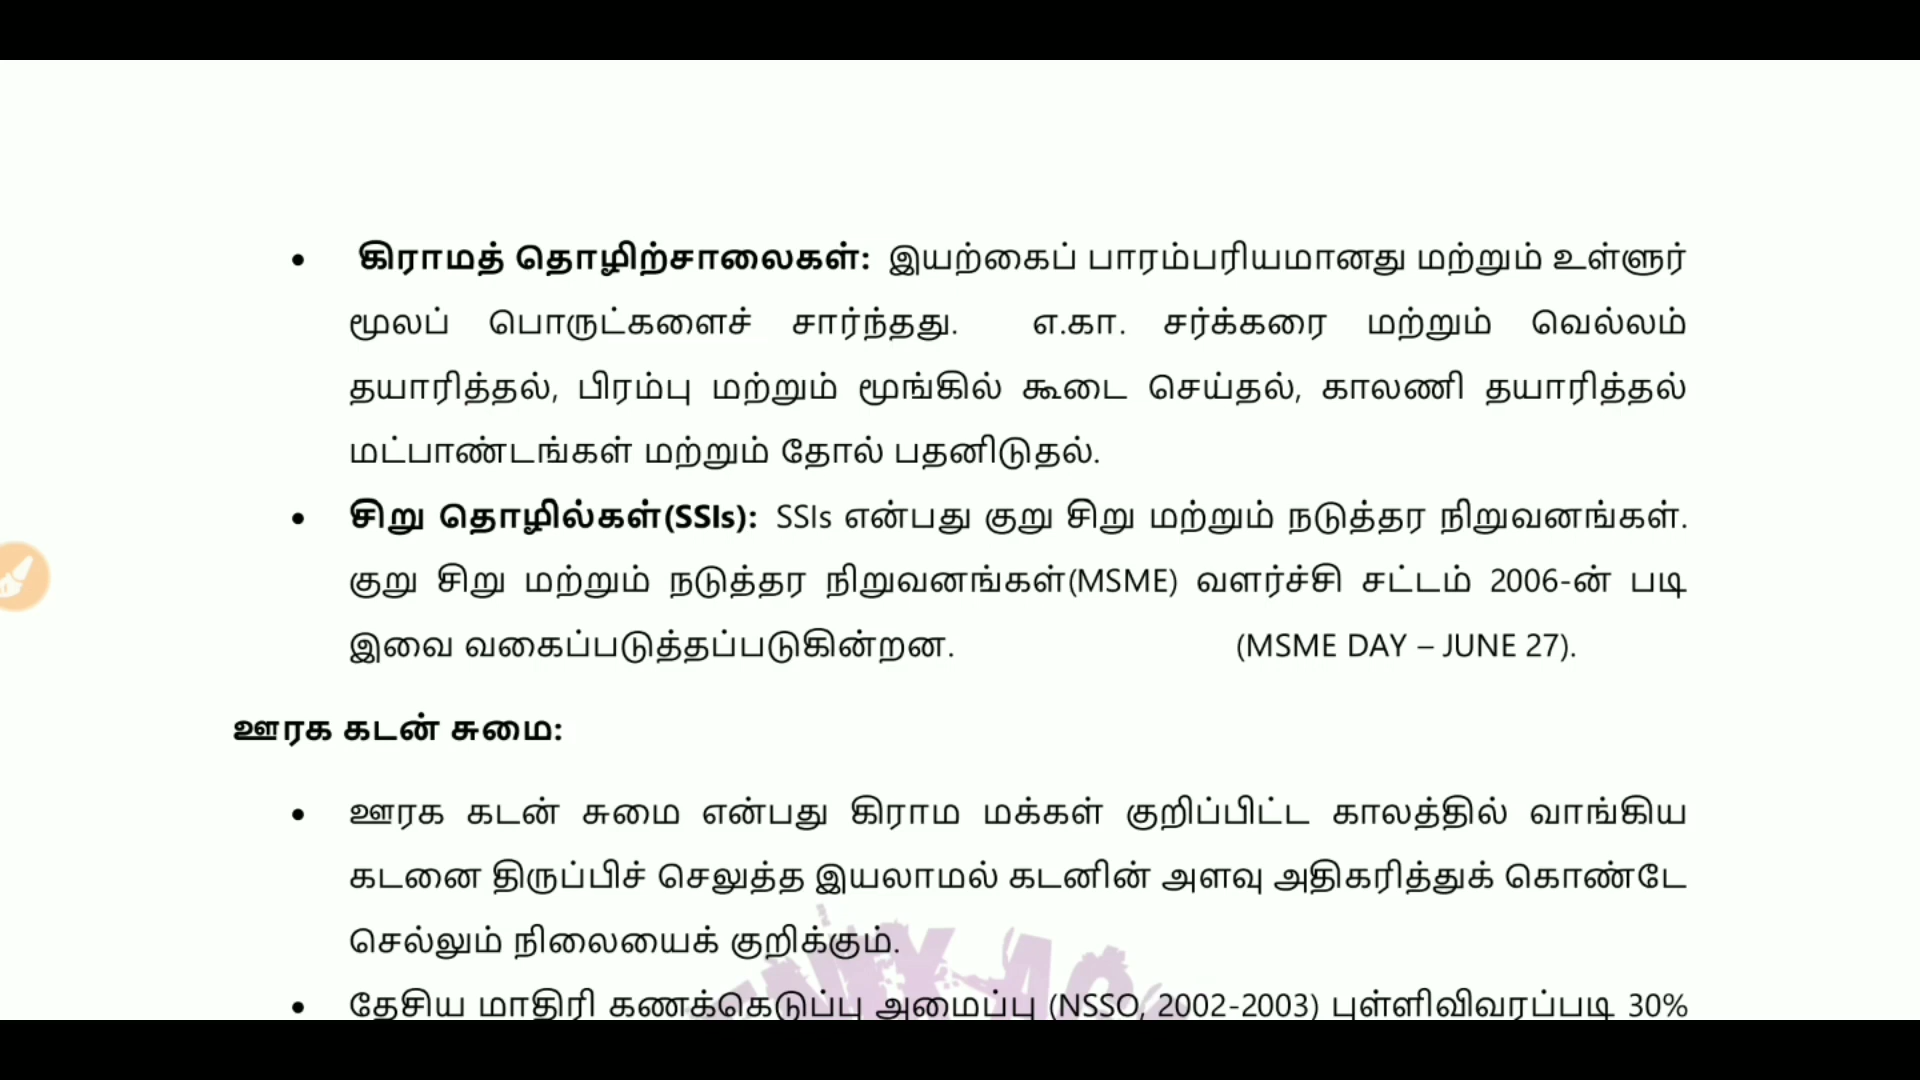 • கிராமத் தொழிற்சாலைகள்: இயற்கைப் பாரம்பரியமானது மற்றும் உள்ளுர்
மூலப் பொருட்களைச் சார்ந்தது. எ.கா. சர்க்கரை மற்றும் வெல்லம்
தயாரித்தல், பிரம்பு மற்றும் மூங்கில் கூடை செய்தல், காலணி தயாரித்தல்
மட்பாண்டங்கள் மற்றும் தோல் பதனிடுதல்.
• சிறு தொழில்கள்(SSIs): SSIs என்பது குறு சிறு மற்றும் நடுத்தர நிறுவனங்கள்.
குறு சிறு மற்றும் நடுத்தர நிறுவனங்கள்(MSME) வளர்ச்சி சட்டம் 2006-ன் படி
இவை வகைப்படுத்தப்படுகின்றன. (MSME DAY – JUNE 27).
ஊரக கடன் சுமை:
• ஊரக கடன் சுமை என்பது கிராம மக்கள் குறிப்பிட்ட காலத்தில் வாங்கிய
கடனை திருப்பிச் செலுத்த இயலாமல் கடனின் அளவு அதிகரித்துக் கொண்டே
செல்லும் நிலையைக் குறிக்கும்.
• தேசிய மாதிரி கணக்கெடுப்பு அமைப்பு (NSSO, 2002-2003) புள்ளிவிவரப்படி 30%